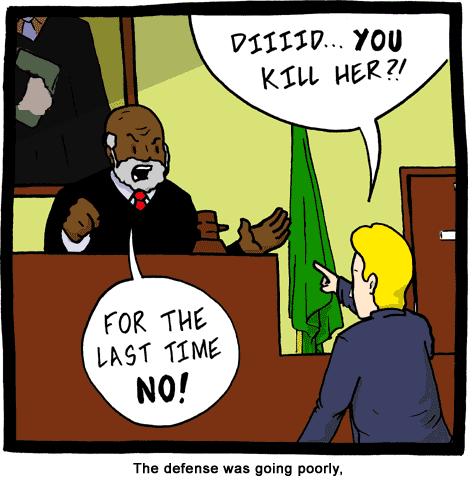 DIIIID... YOU
KILL HER?!
FOR THE
LAST TIME
NO!
The defense was going poorly,